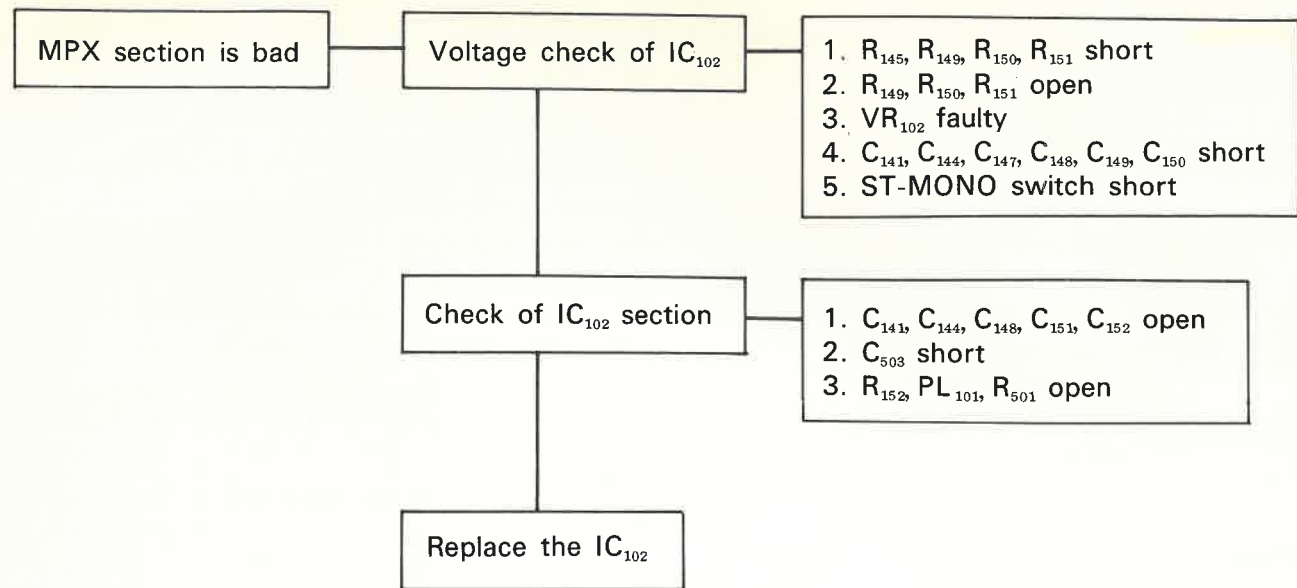 MPX section is bad
Voltage check of IC₁₀₂
1. R₁₄₅, R₁₄₉, R₁₅₀, R₁₅₁ short
2. R₁₄₉, R₁₅₀, R₁₅₁ open
3. VR₁₀₂ faulty
4. C₁₄₁, C₁₄₄, C₁₄₇, C₁₄₈, C₁₄₉, C₁₅₀ short
5. ST-MONO switch short
Check of IC₁₀₂ section
1. C₁₄₁, C₁₄₄, C₁₄₈, C₁₅₁, C₁₅₂ open
2. C₅₀₃ short
3. R₁₅₂, PL₁₀₁, R₅₀₁ open
Replace the IC₁₀₂